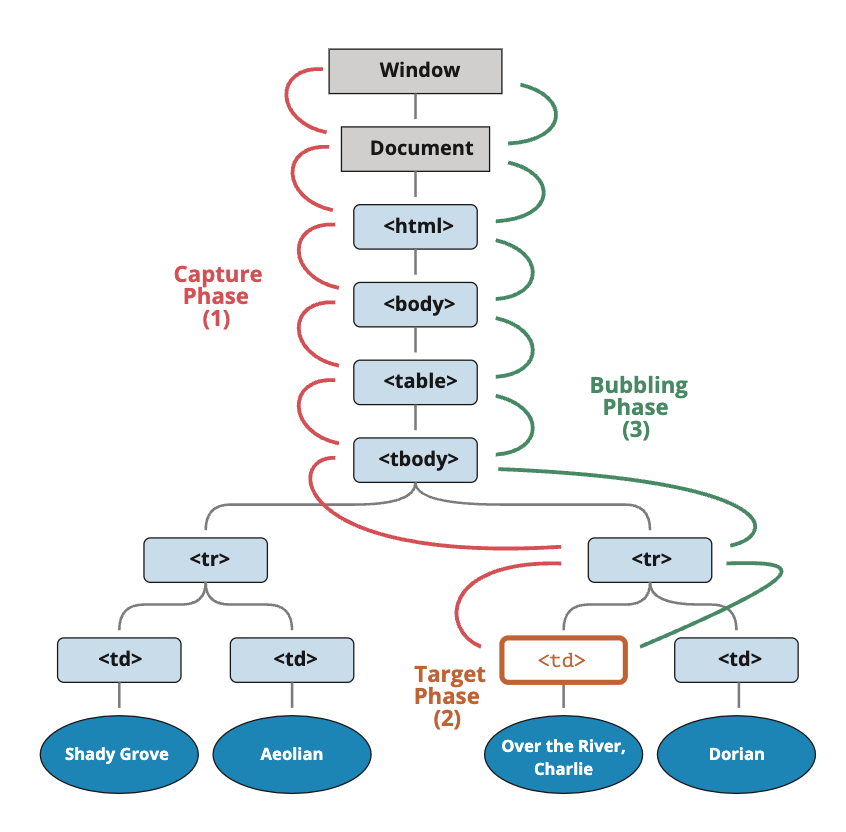 Window
Document
<html>
Capture
Phase
(1)
<body>
<table>
Bubbling
Phase
(3)
<tbody>
<tr>
<tr>
<td>
<td>
<td>
<td>
Target
Phase
(2)
Shady Grove
Aeolian
Over the River,
Charlie
Dorian